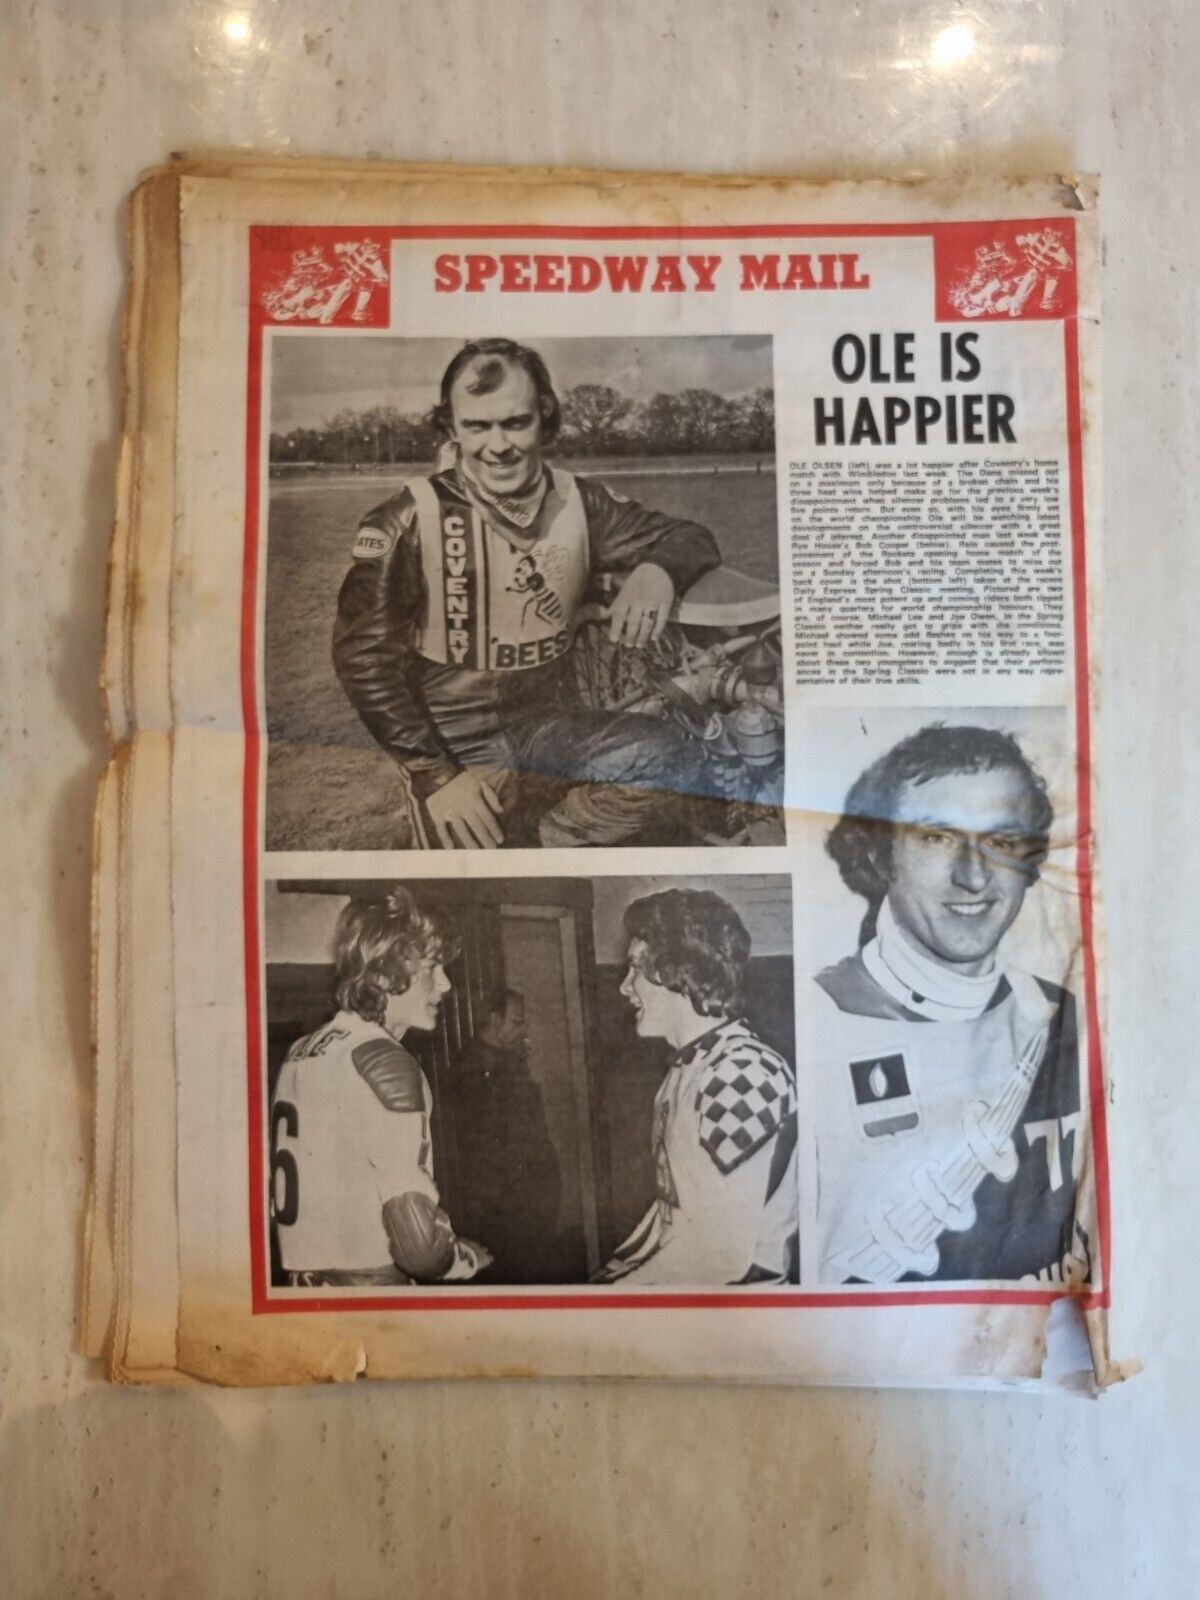 SPEEDWAY MAIL
OLE IS
HAPPIER
OLE OLSEN (left) was a lot happier after Coventry's home
match with Wimbledon last week. The Dane missed out
on a maximum only because of a broken chain and his
three heat wins helped make up for the previous week's
disappointment when silencer problems led to a very low
five points return. But even so, with his eyes firmly set
on the world championship Ole will be watching latest
developments on the controversial silencer with a great
deal of interest. Another disappointed man last week was
Rye House's Bob Cooper (below). Rain caused the post-
ponement of the Rockets opening home match of the
season and forced Bob and his team mates to miss out
on a Sunday afternoon's racing. Completing this week's
back cover is the shot (bottom left) taken at the recent
Daily Express Spring Classic meeting. Pictured are two
of England's most potent up and coming riders both tipped
in many quarters for world championship honours. They
are, of course, Michael Lee and Joe Owen. In the Spring
Classic neither really got to grips with the conditions.
Michael showed some odd flashes on his way to a four-
point haul while Joe, rearing badly in his first race, was
never in contention. However, enough is already known
about these two youngsters to suggest that their perform-
ances in the Spring Classic were not in any way repre-
sentative of their true skills.
ATES
COVENTRY
BEES
6
77